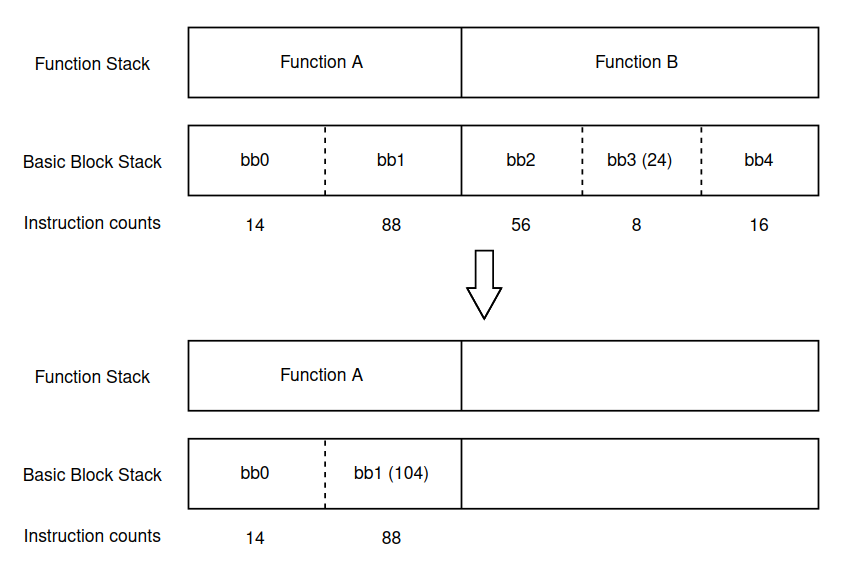 Function Stack Function A Function B
Basic Block Stack bb0 bb1 bb2 bb3 (24) bb4
Instruction counts 14 88 56 8 16
Function Stack Function A
Basic Block Stack bb0 bb1 (104)
Instruction counts 14 88